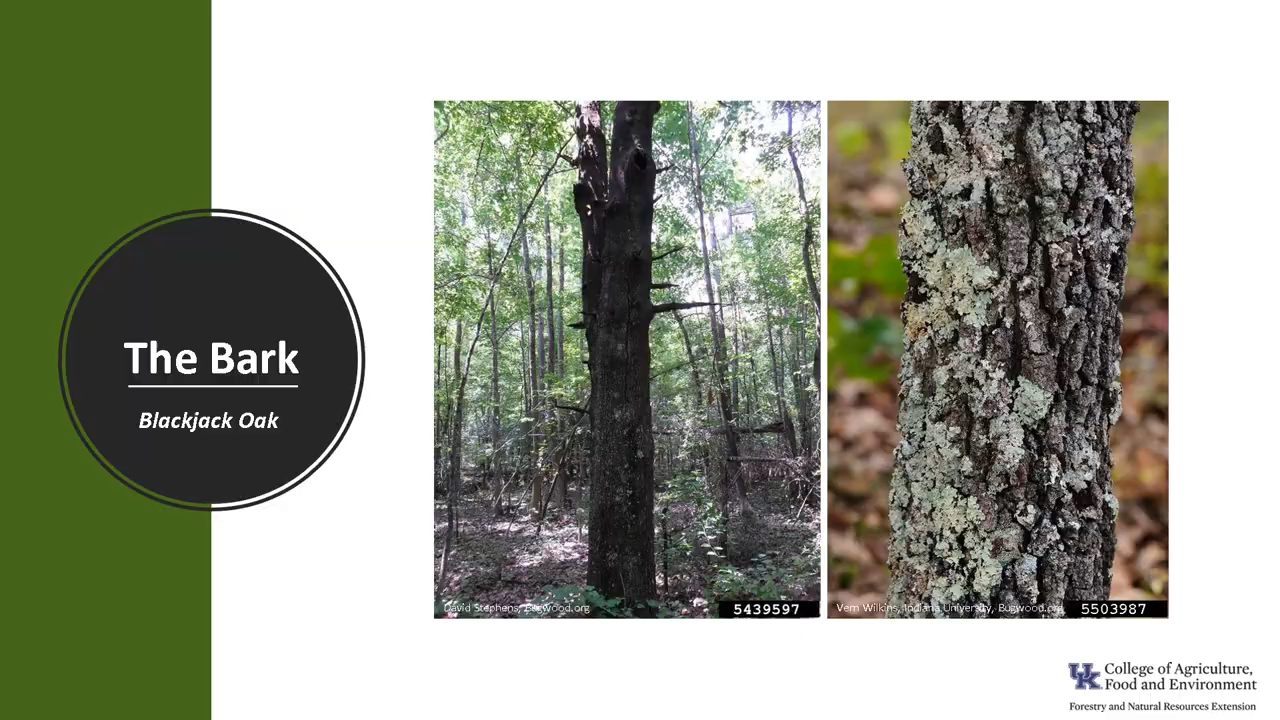 The Bark
Blackjack Oak
David Stephens, Bugwood.org
5439597
Vern Wilkins, Indiana University, Bugwood.org
5503987
UK
College of Agriculture,
Food and Environment
Forestry and Natural Resources Extension